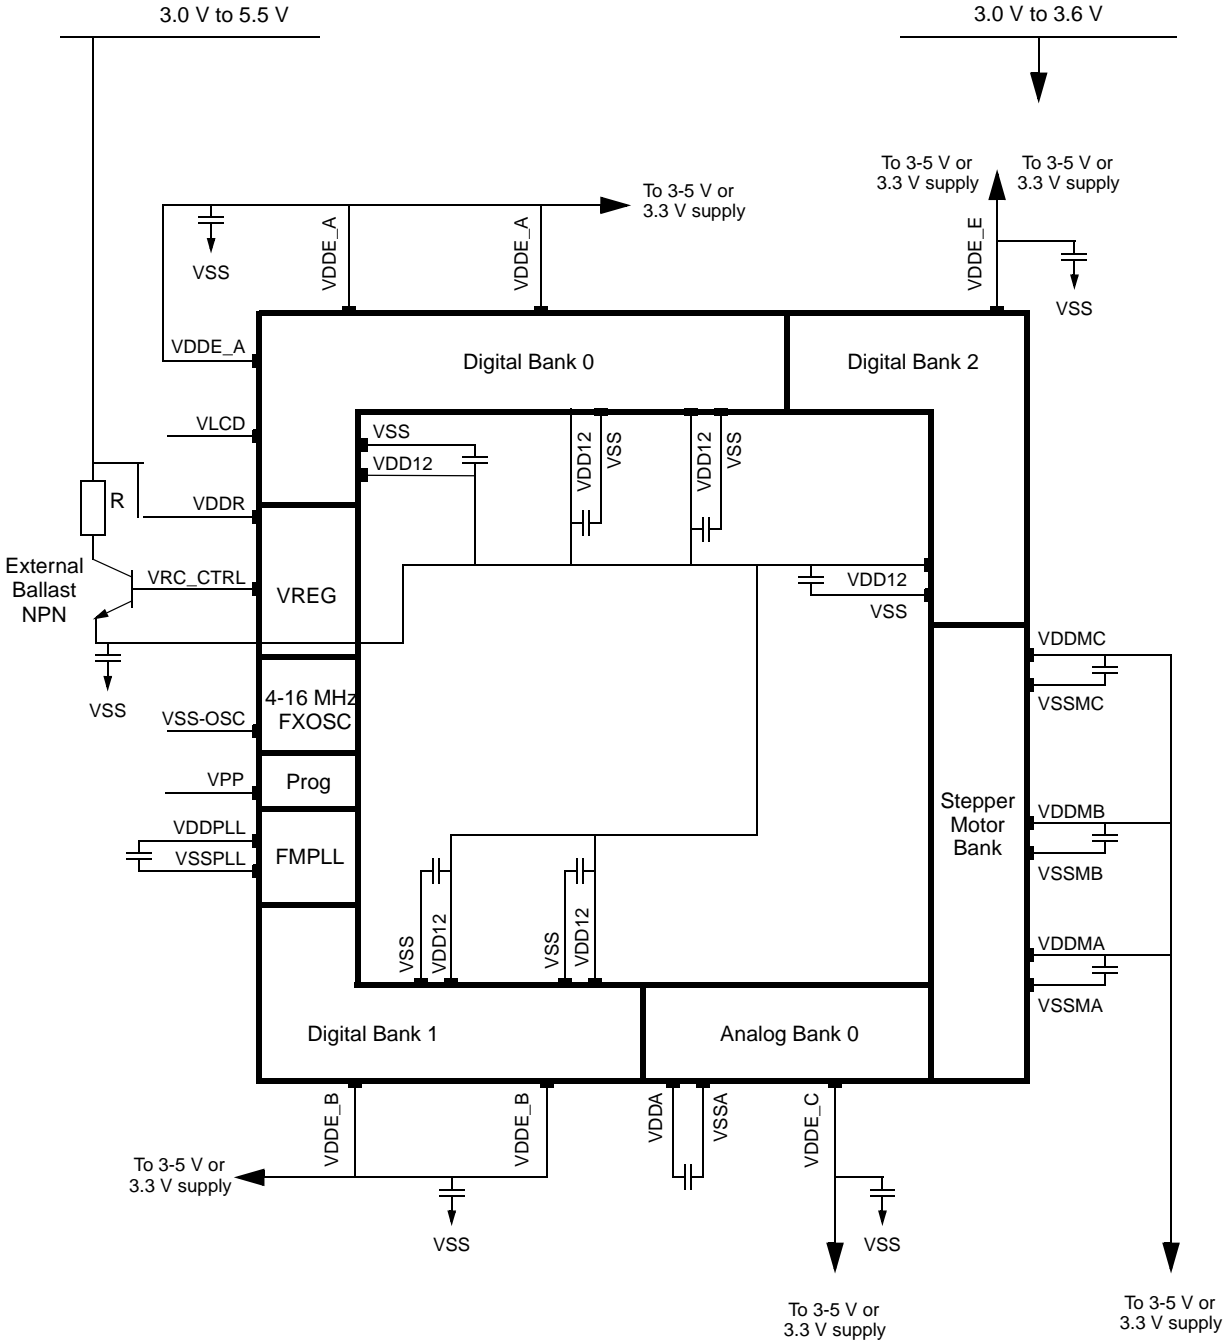 3.0 V to 5.5 V
3.0 V to 3.6 V
To 3-5 V or
3.3 V supply
To 3-5 V or
3.3 V supply
To 3-5 V or
3.3 V supply
VDDE_A
VDDE_A
VDDE_E
VSS
VSS
VDDE_A
Digital Bank 0
Digital Bank 2
VLCD
VSS
VDD12
VDD12
VSS
VDD12
VSS
R
VDDR
External
Ballast
NPN
VRC_CTRL
VREG
VDD12
VSS
VSS
4-16 MHz
FXOSC
VSS-OSC
VDDMC
VSSMC
VPP
Prog
VDDPLL
VSSPLL
FMPLL
Stepper
Motor
Bank
VDDMB
VSSMB
VSS
VDD12
VSS
VDD12
VDDMA
VSSMA
Digital Bank 1
Analog Bank 0
VDDE_B
VDDE_B
VDDA
VSSA
VDDE_C
To 3-5 V or
3.3 V supply
VSS
VSS
To 3-5 V or
3.3 V supply
To 3-5 V or
3.3 V supply